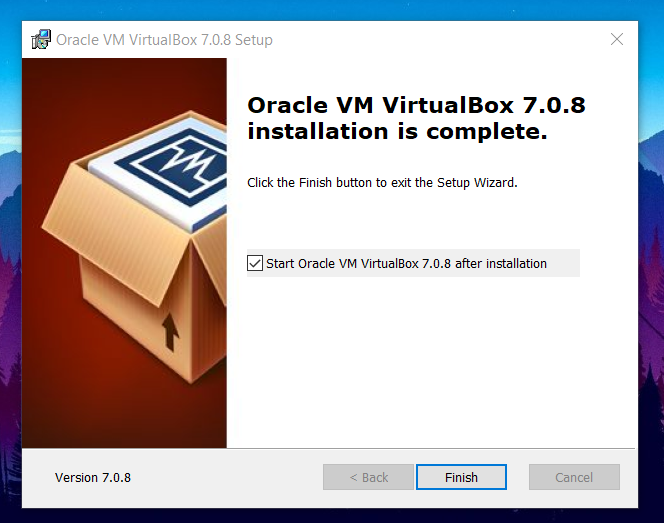 Oracle VM VirtualBox 7.0.8 Setup
Oracle VM VirtualBox 7.0.8
installation is complete.
Click the Finish button to exit the Setup Wizard.
Start Oracle VM VirtualBox 7.0.8 after installation
Version 7.0.8
< Back
Finish
Cancel